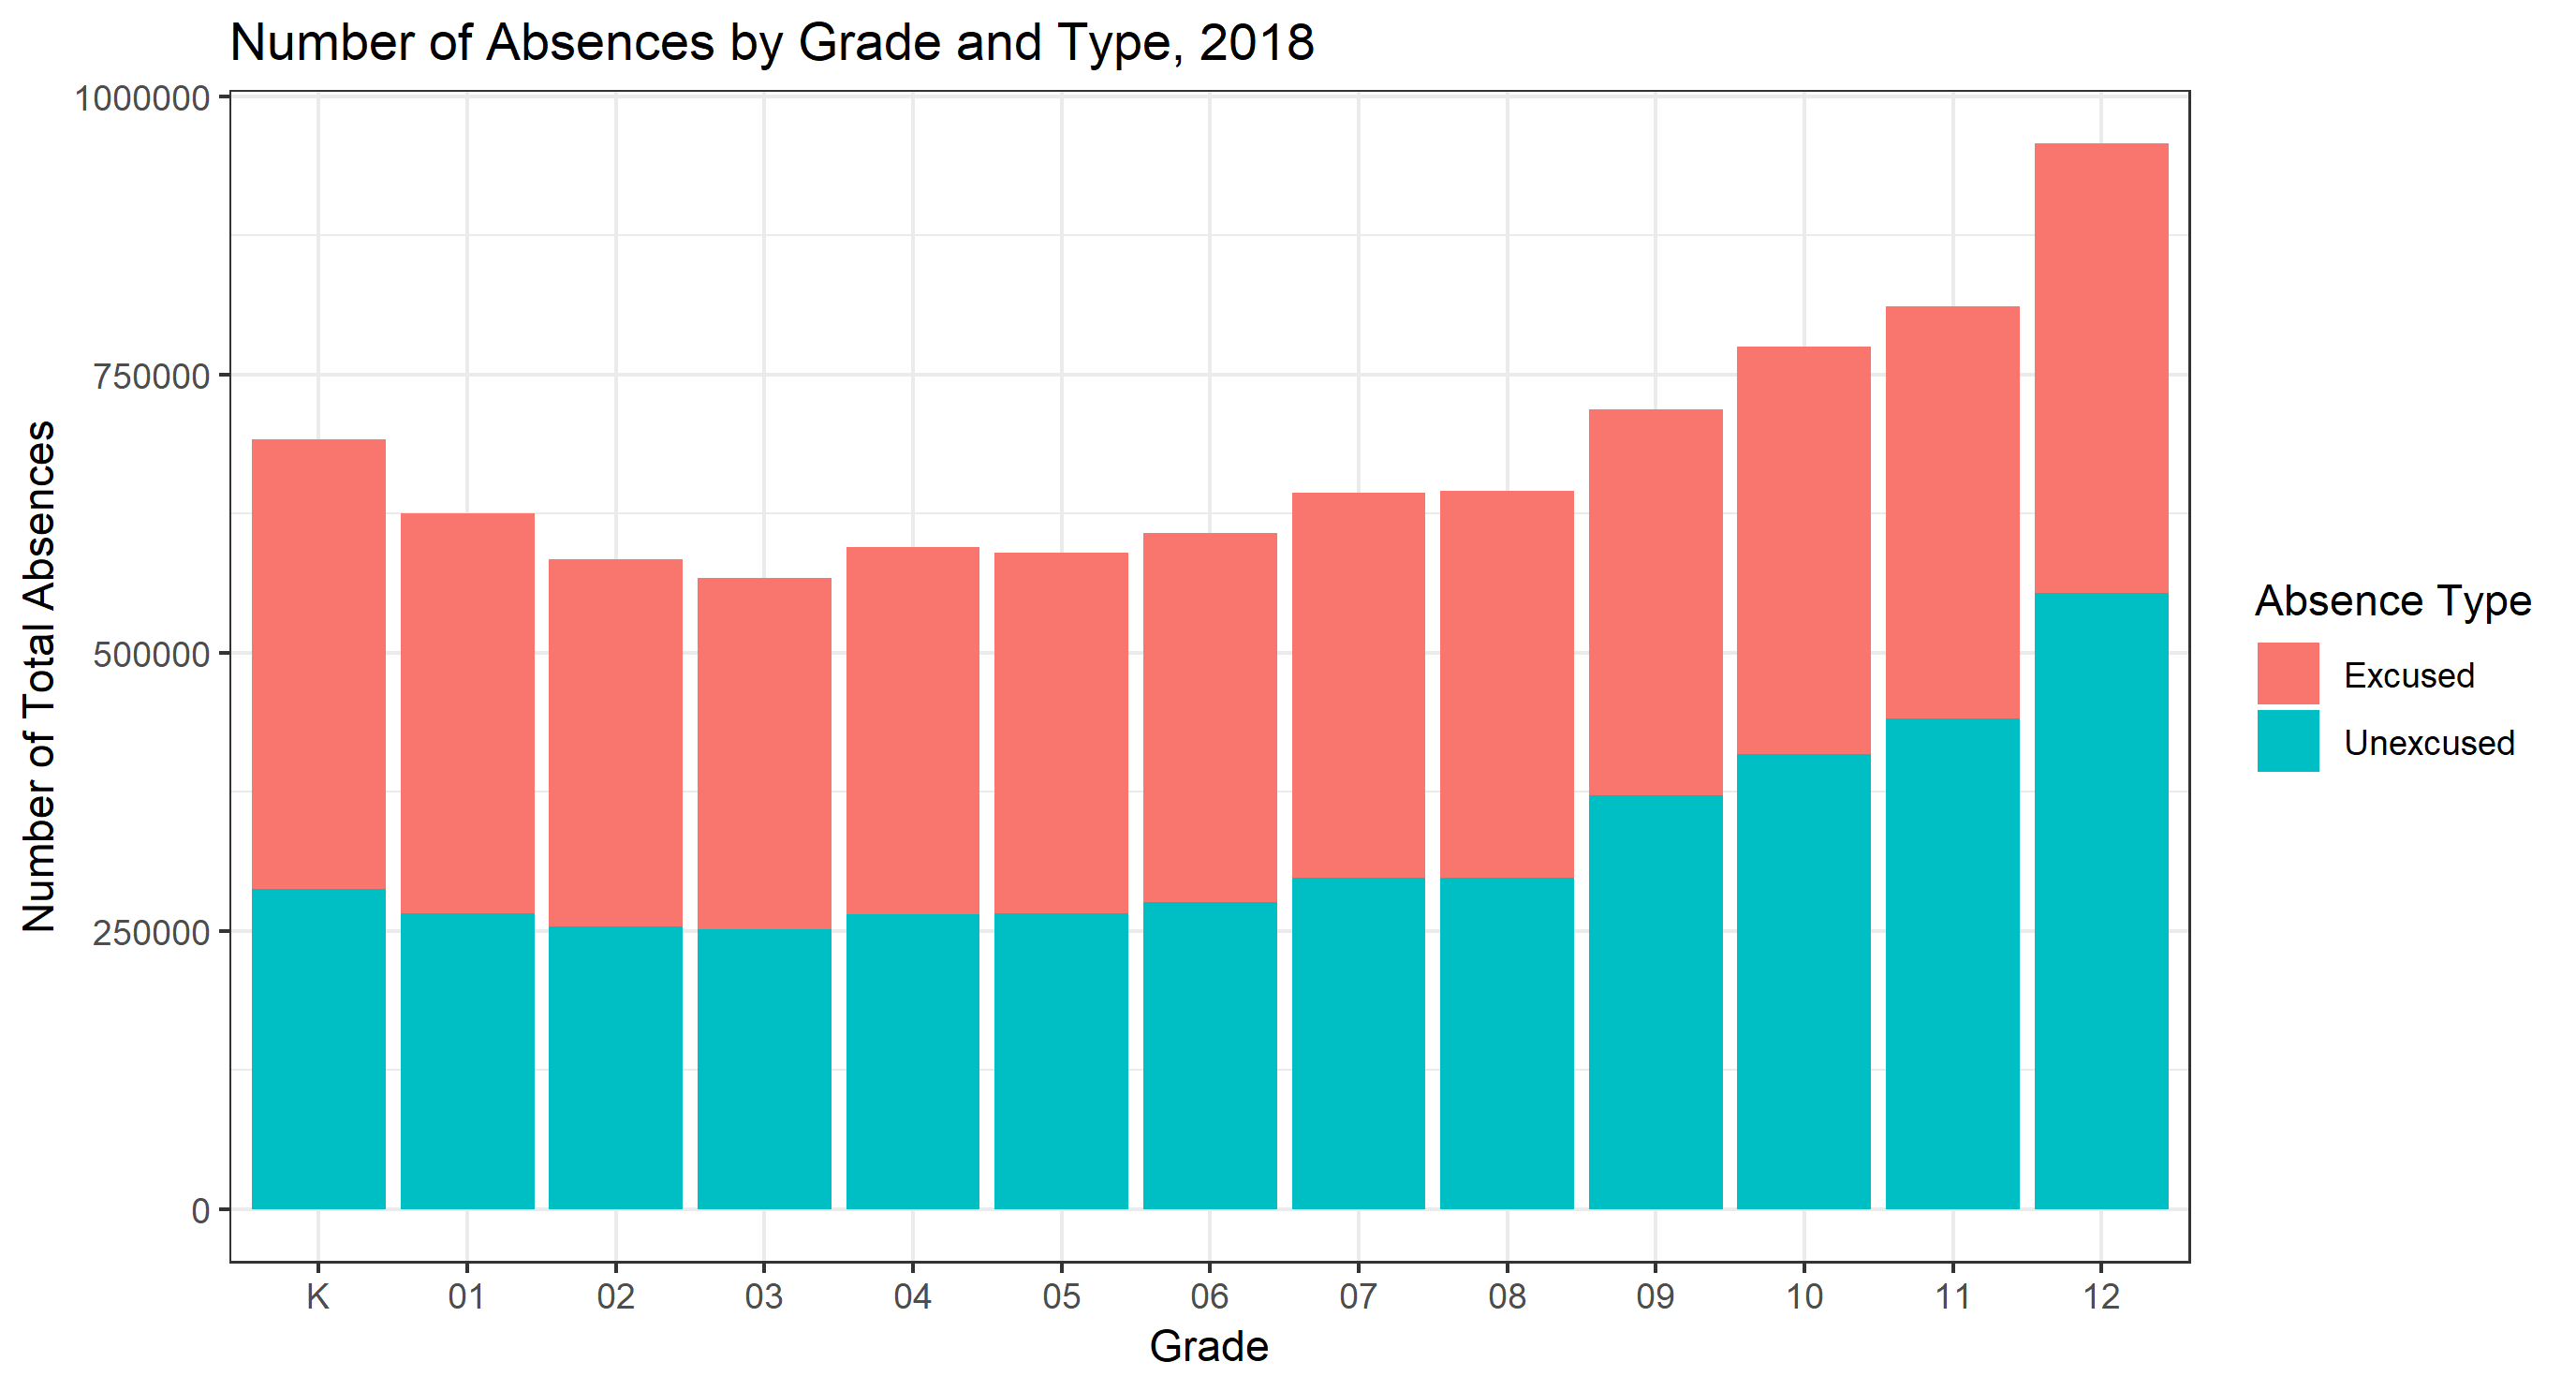 Number of Absences by Grade and Type, 2018
Number of Total Absences
1000000
750000
500000
250000
0
K 01 02 03 04 05 06 07 08 09 10 11 12
Grade
Absence Type
Excused
Unexcused